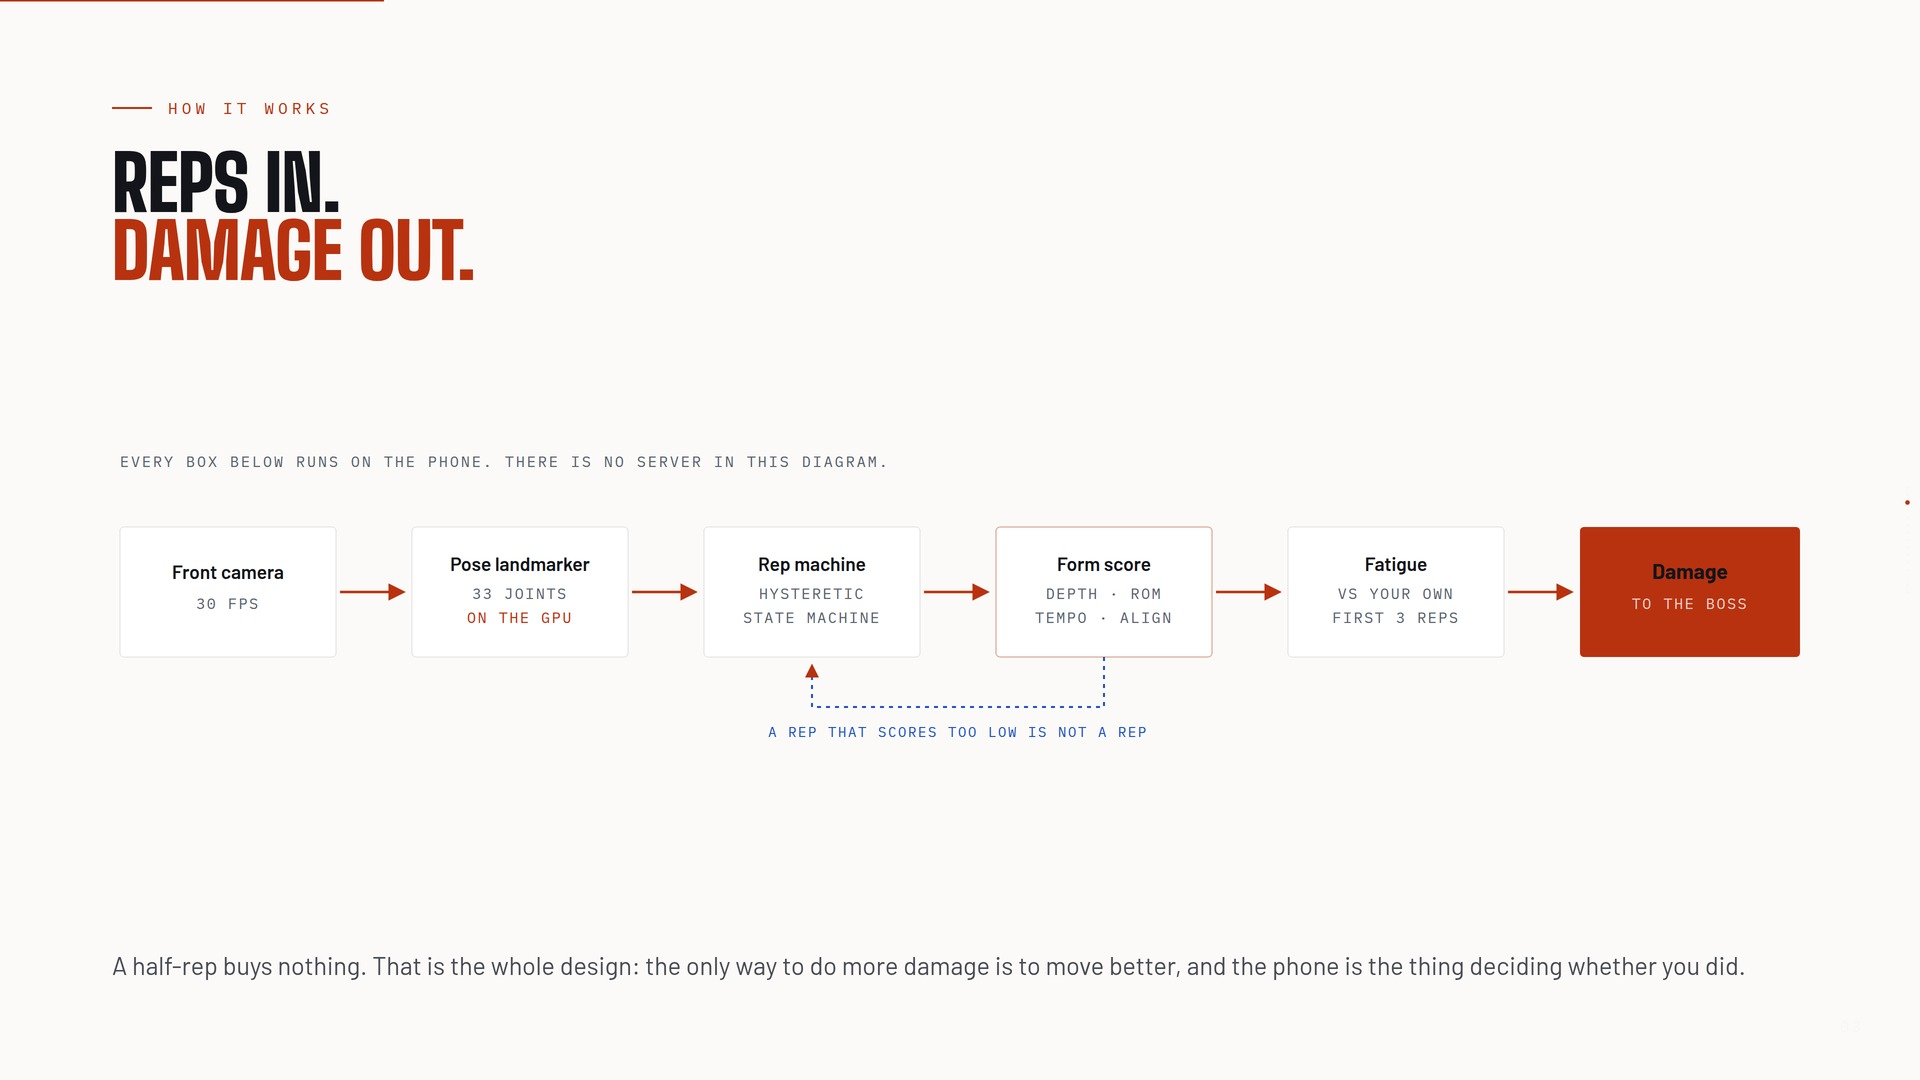 HOW IT WORKS
REPS IN.
DAMAGE OUT.
EVERY BOX BELOW RUNS ON THE PHONE. THERE IS NO SERVER IN THIS DIAGRAM.
Front camera
30 FPS
Pose landmarker
33 JOINTS
ON THE GPU
Rep machine
HYSTERETIC
STATE MACHINE
Form score
DEPTH · ROM
TEMPO · ALIGN
Fatigue
VS YOUR OWN
FIRST 3 REPS
Damage
TO THE BOSS
A REP THAT SCORES TOO LOW IS NOT A REP
A half-rep buys nothing. That is the whole design: the only way to do more damage is to move better, and the phone is the thing deciding whether you did.